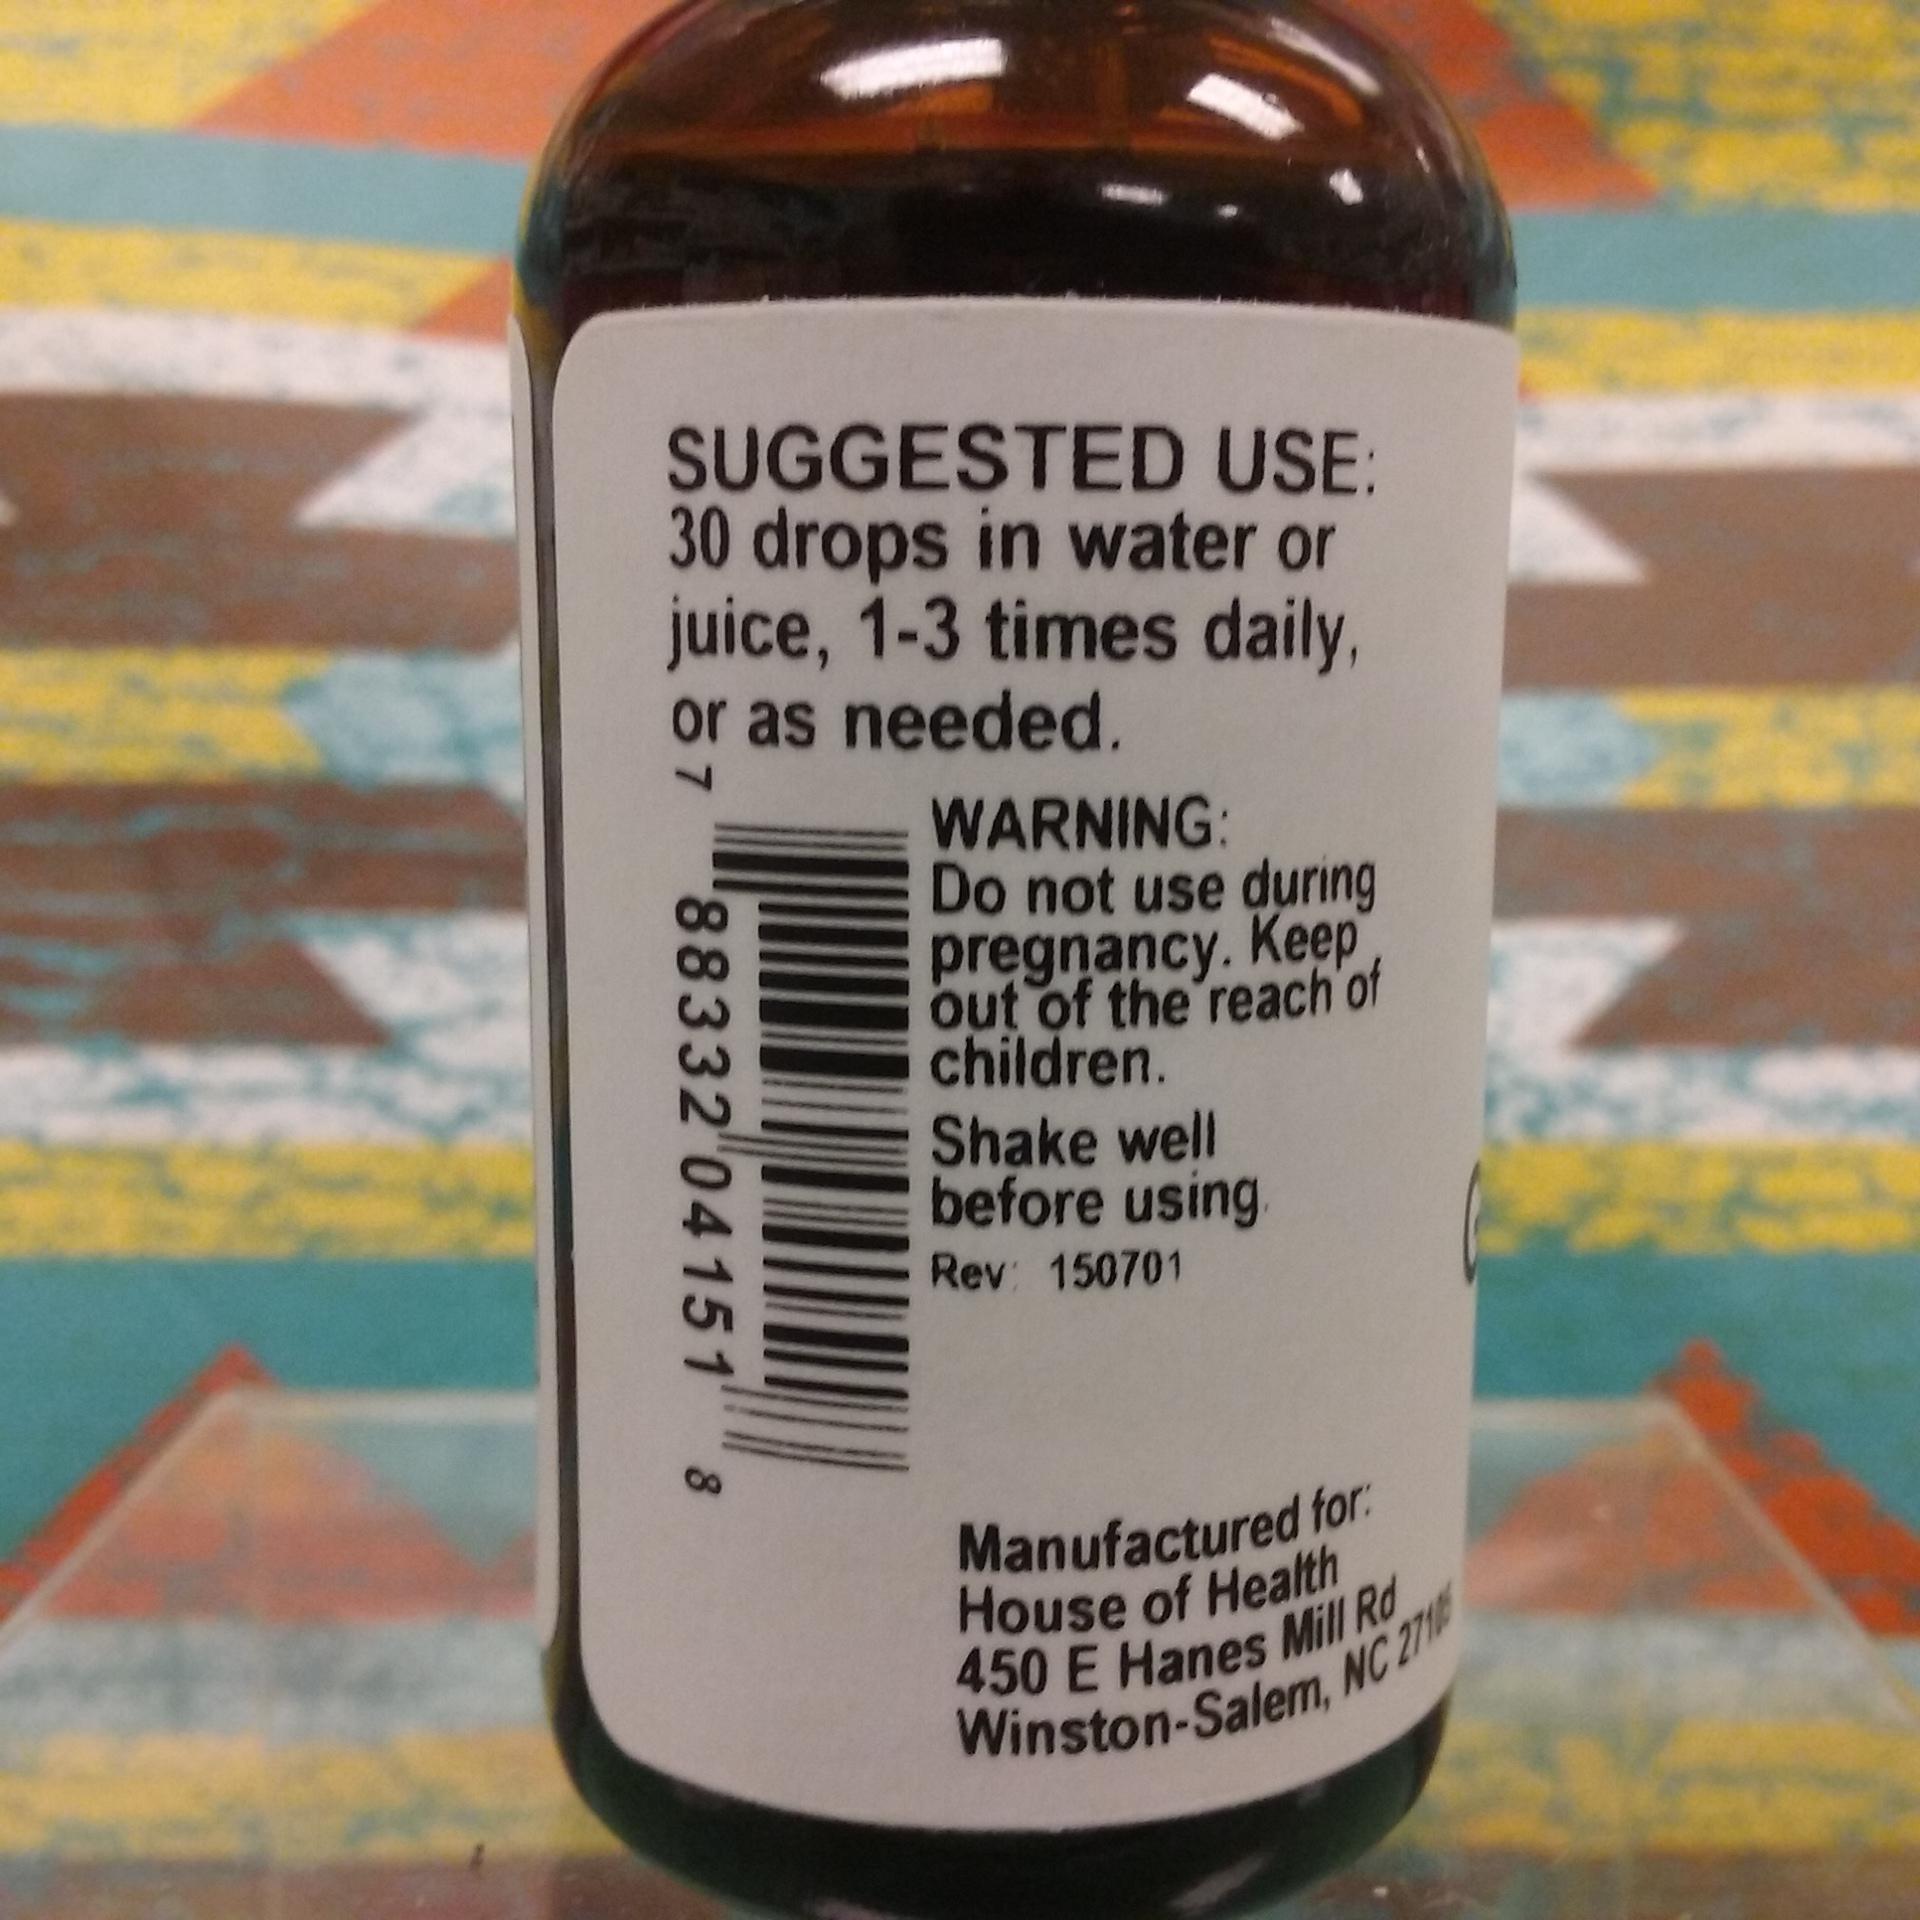 SUGGESTED USE:
30 drops in water or
juice, 1-3 times daily,
or as needed.
7 88332 04151 8
WARNING:
Do not use during
pregnancy. Keep
out of the reach of
children.
Shake well
before using.
Rev: 150701
Manufactured for:
House of Health
450 E Hanes Mill Rd
Winston-Salem, NC 27105